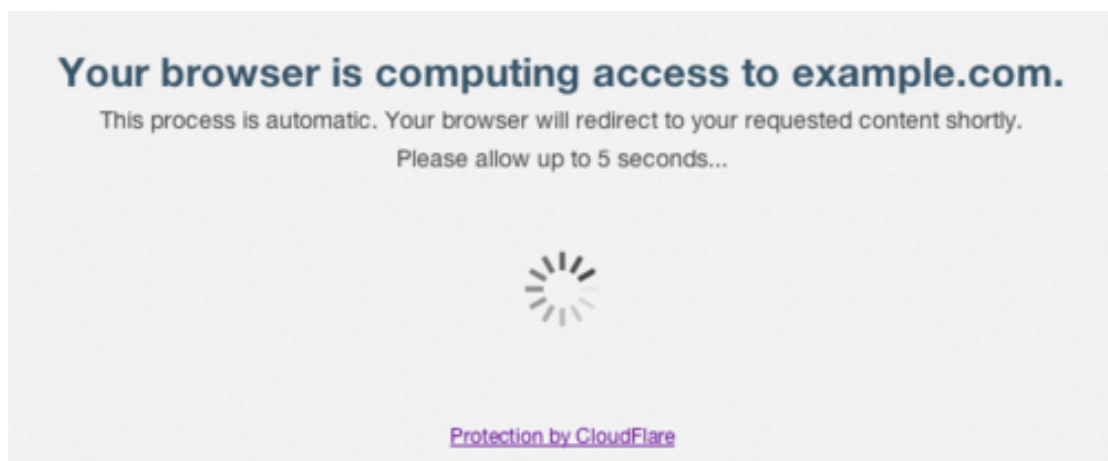 Your browser is computing access to example.com.
This process is automatic. Your browser will redirect to your requested content shortly.
Please allow up to 5 seconds...
Protection by CloudFlare